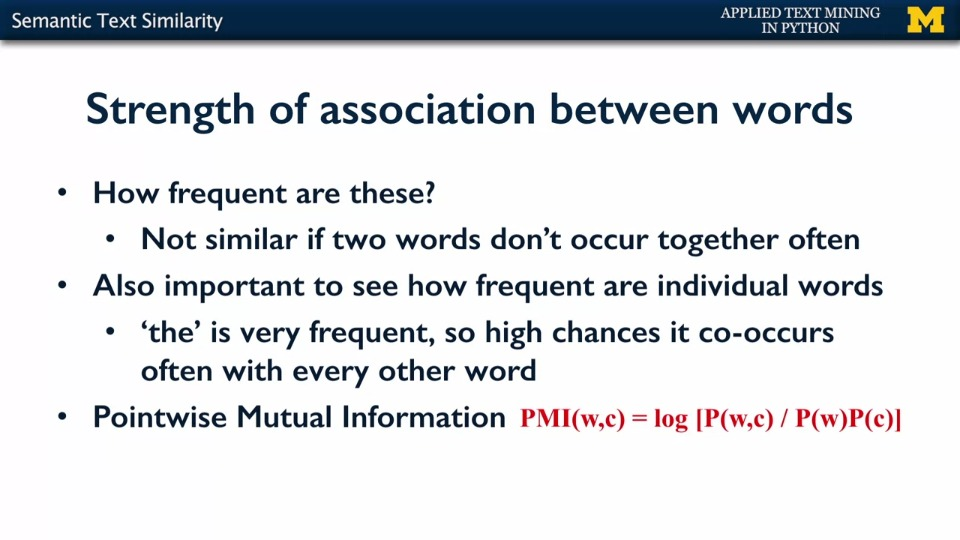 Semantic Text Similarity
APPLIED TEXT MINING
IN PYTHON
M
Strength of association between words
• How frequent are these?
• Not similar if two words don’t occur together often
• Also important to see how frequent are individual words
• ‘the’ is very frequent, so high chances it co-occurs
often with every other word
• Pointwise Mutual Information PMI(w,c) = log [P(w,c) / P(w)P(c)]